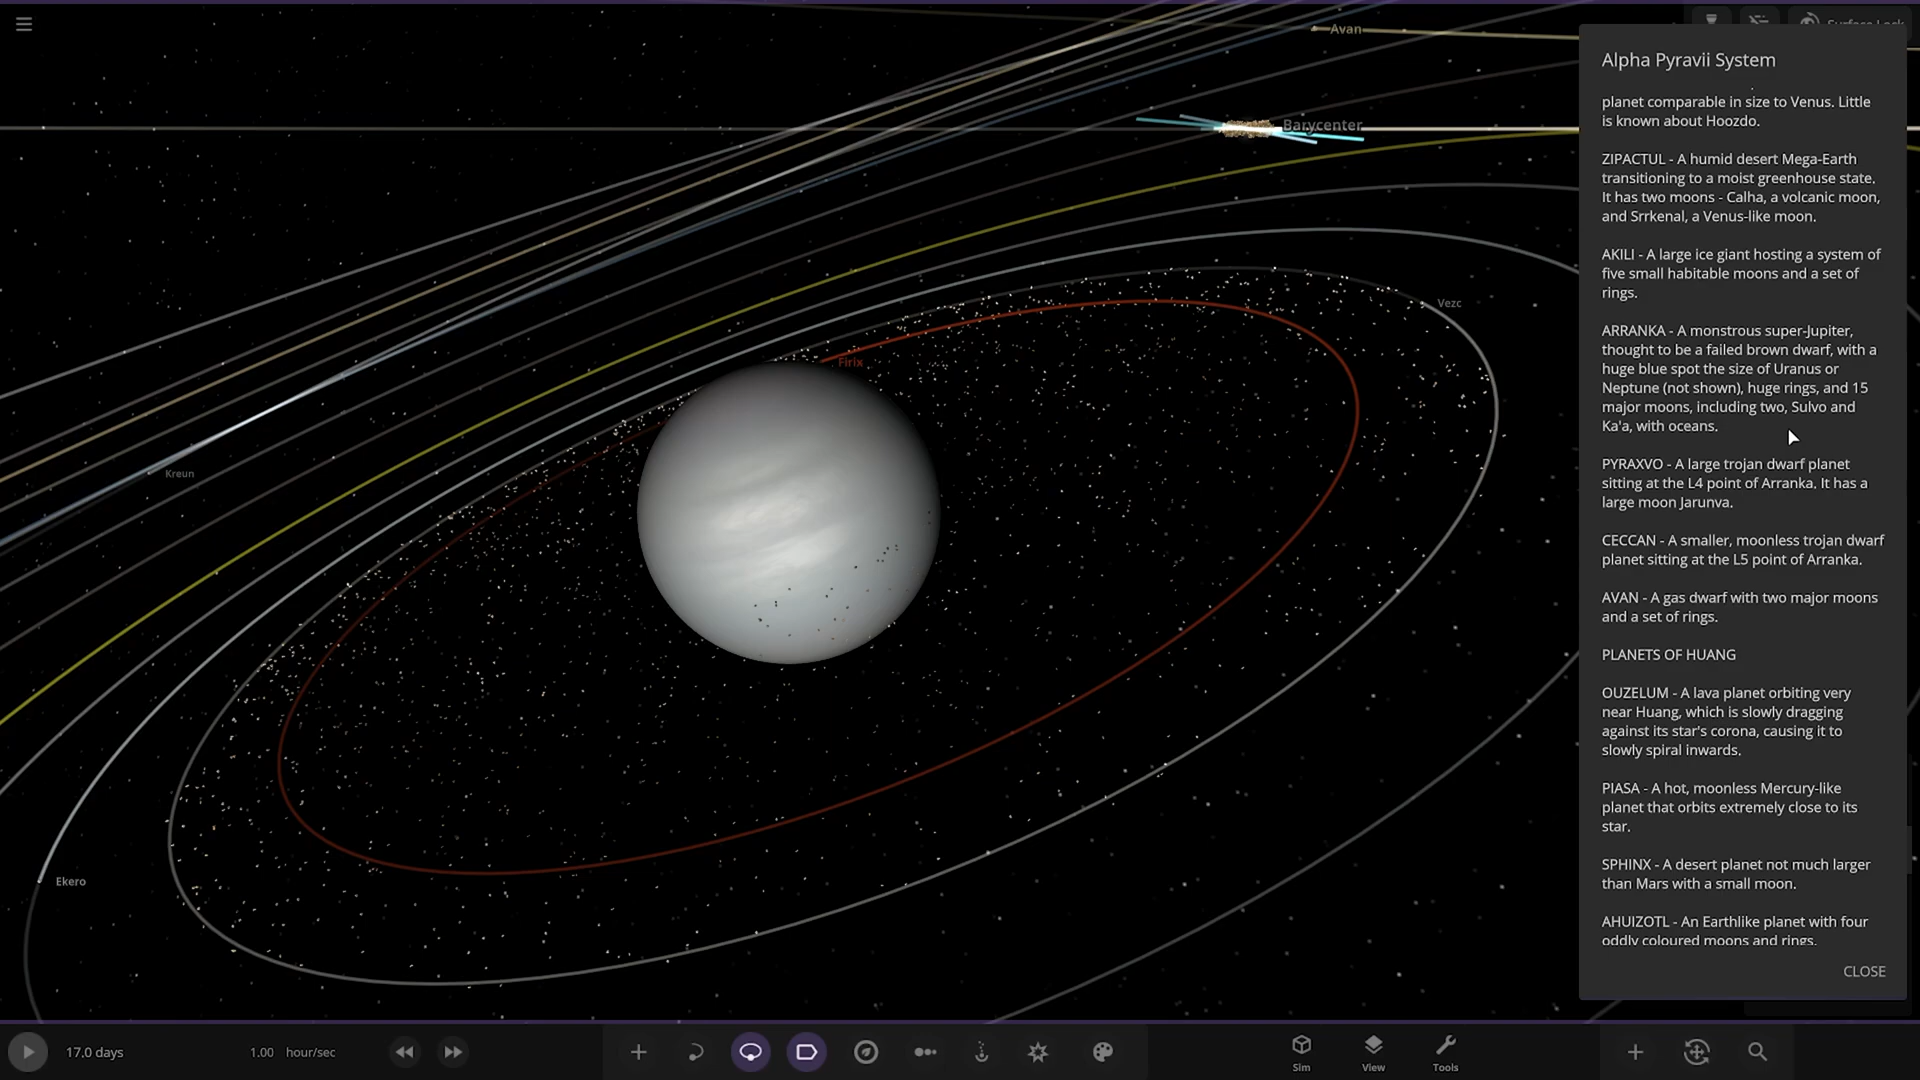 Avan
Surface Lock
Barycenter
Vezc
Firix
Kreun
Ekero
Alpha Pyravii System
planet comparable in size to Venus. Little
is known about Hoozdo.
ZIPACTUL - A humid desert Mega-Earth
transitioning to a moist greenhouse state.
It has two moons - Calha, a volcanic moon,
and Srrkenal, a Venus-like moon.
AKILI - A large ice giant hosting a system of
five small habitable moons and a set of
rings.
ARRANKA - A monstrous super-Jupiter,
thought to be a failed brown dwarf, with a
huge blue spot the size of Uranus or
Neptune (not shown), huge rings, and 15
major moons, including two, Sulvo and
Ka'a, with oceans.
PYRAXVO - A large trojan dwarf planet
sitting at the L4 point of Arranka. It has a
large moon Jarunva.
CECCAN - A smaller, moonless trojan dwarf
planet sitting at the L5 point of Arranka.
AVAN - A gas dwarf with two major moons
and a set of rings.
PLANETS OF HUANG
OUZELUM - A lava planet orbiting very
near Huang, which is slowly dragging
against its star's corona, causing it to
slowly spiral inwards.
PIASA - A hot, moonless Mercury-like
planet that orbits extremely close to its
star.
SPHINX - A desert planet not much larger
than Mars with a small moon.
AHUIZOTL - An Earthlike planet with four
oddly coloured moons and rings.
CLOSE
17.0 days
1.00 hour/sec
Sim
View
Tools